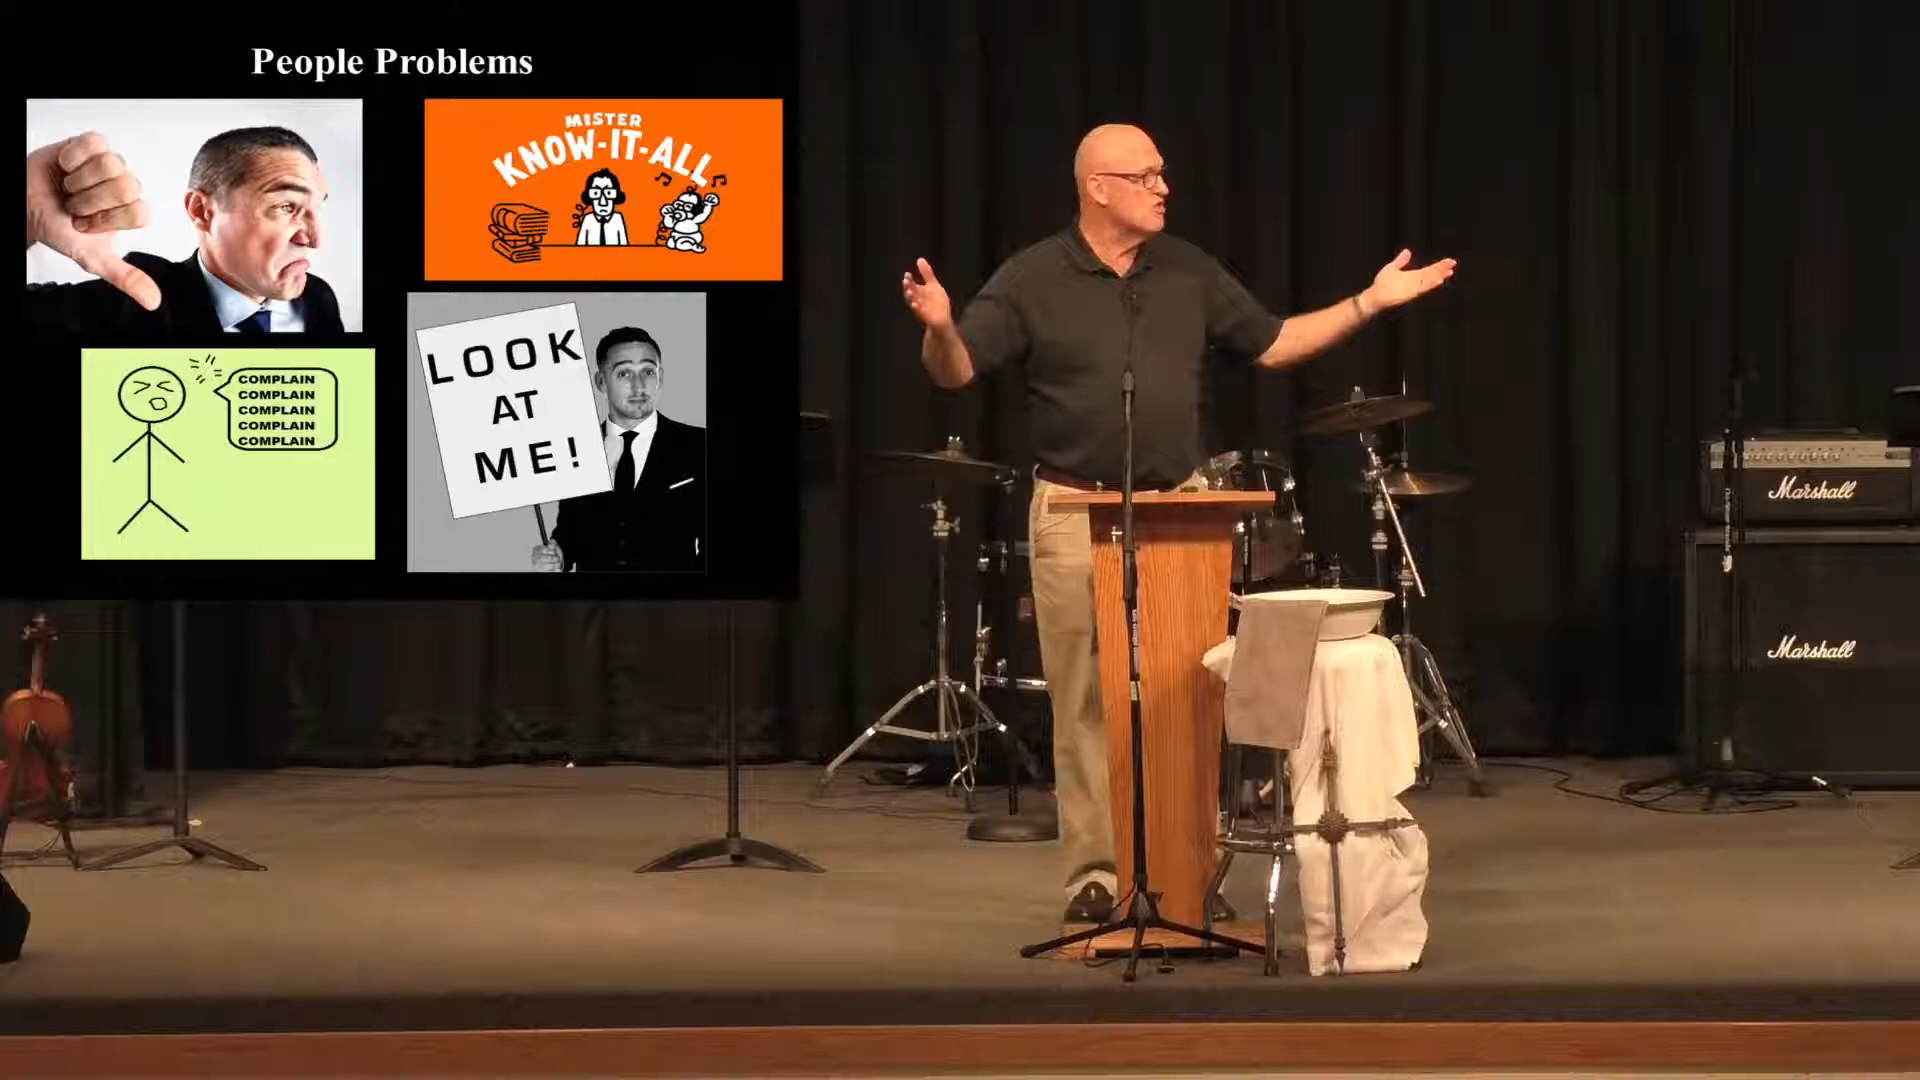 People Problems
MISTER
KNOW-IT-ALL
COMPLAIN
COMPLAIN
COMPLAIN
COMPLAIN
COMPLAIN
LOOK
AT
ME!
Marshall
Marshall